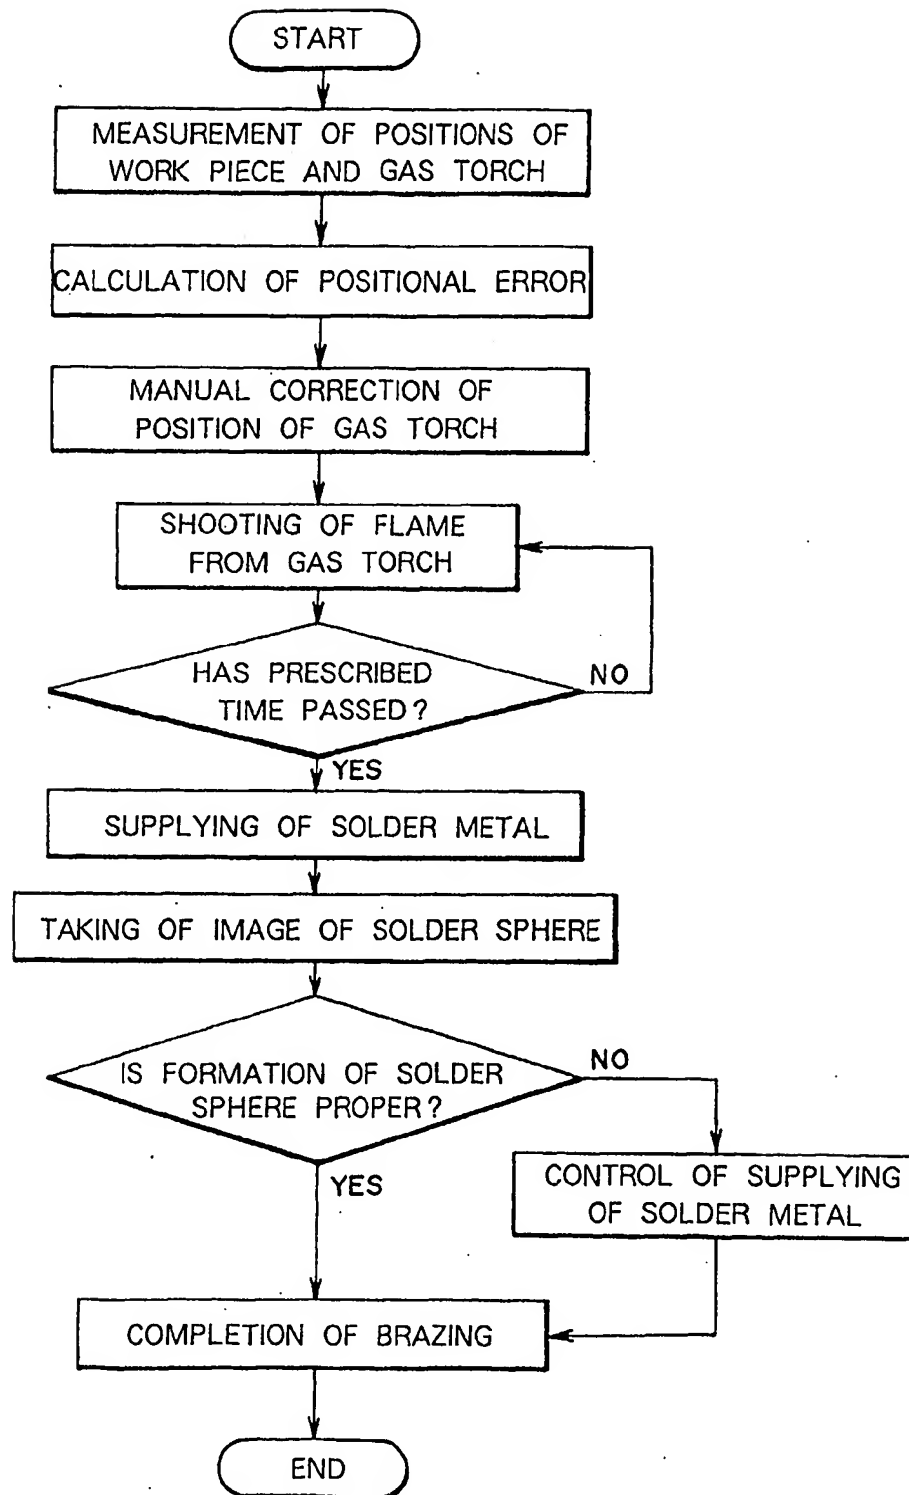 START
MEASUREMENT OF POSITIONS OF
WORK PIECE AND GAS TORCH
CALCULATION OF POSITIONAL ERROR
MANUAL CORRECTION OF
POSITION OF GAS TORCH
SHOOTING OF FLAME
FROM GAS TORCH
HAS PRESCRIBED
TIME PASSED?
NO
YES
SUPPLYING OF SOLDER METAL
TAKING OF IMAGE OF SOLDER SPHERE
IS FORMATION OF SOLDER
SPHERE PROPER?
NO
YES
CONTROL OF SUPPLYING
OF SOLDER METAL
COMPLETION OF BRAZING
END